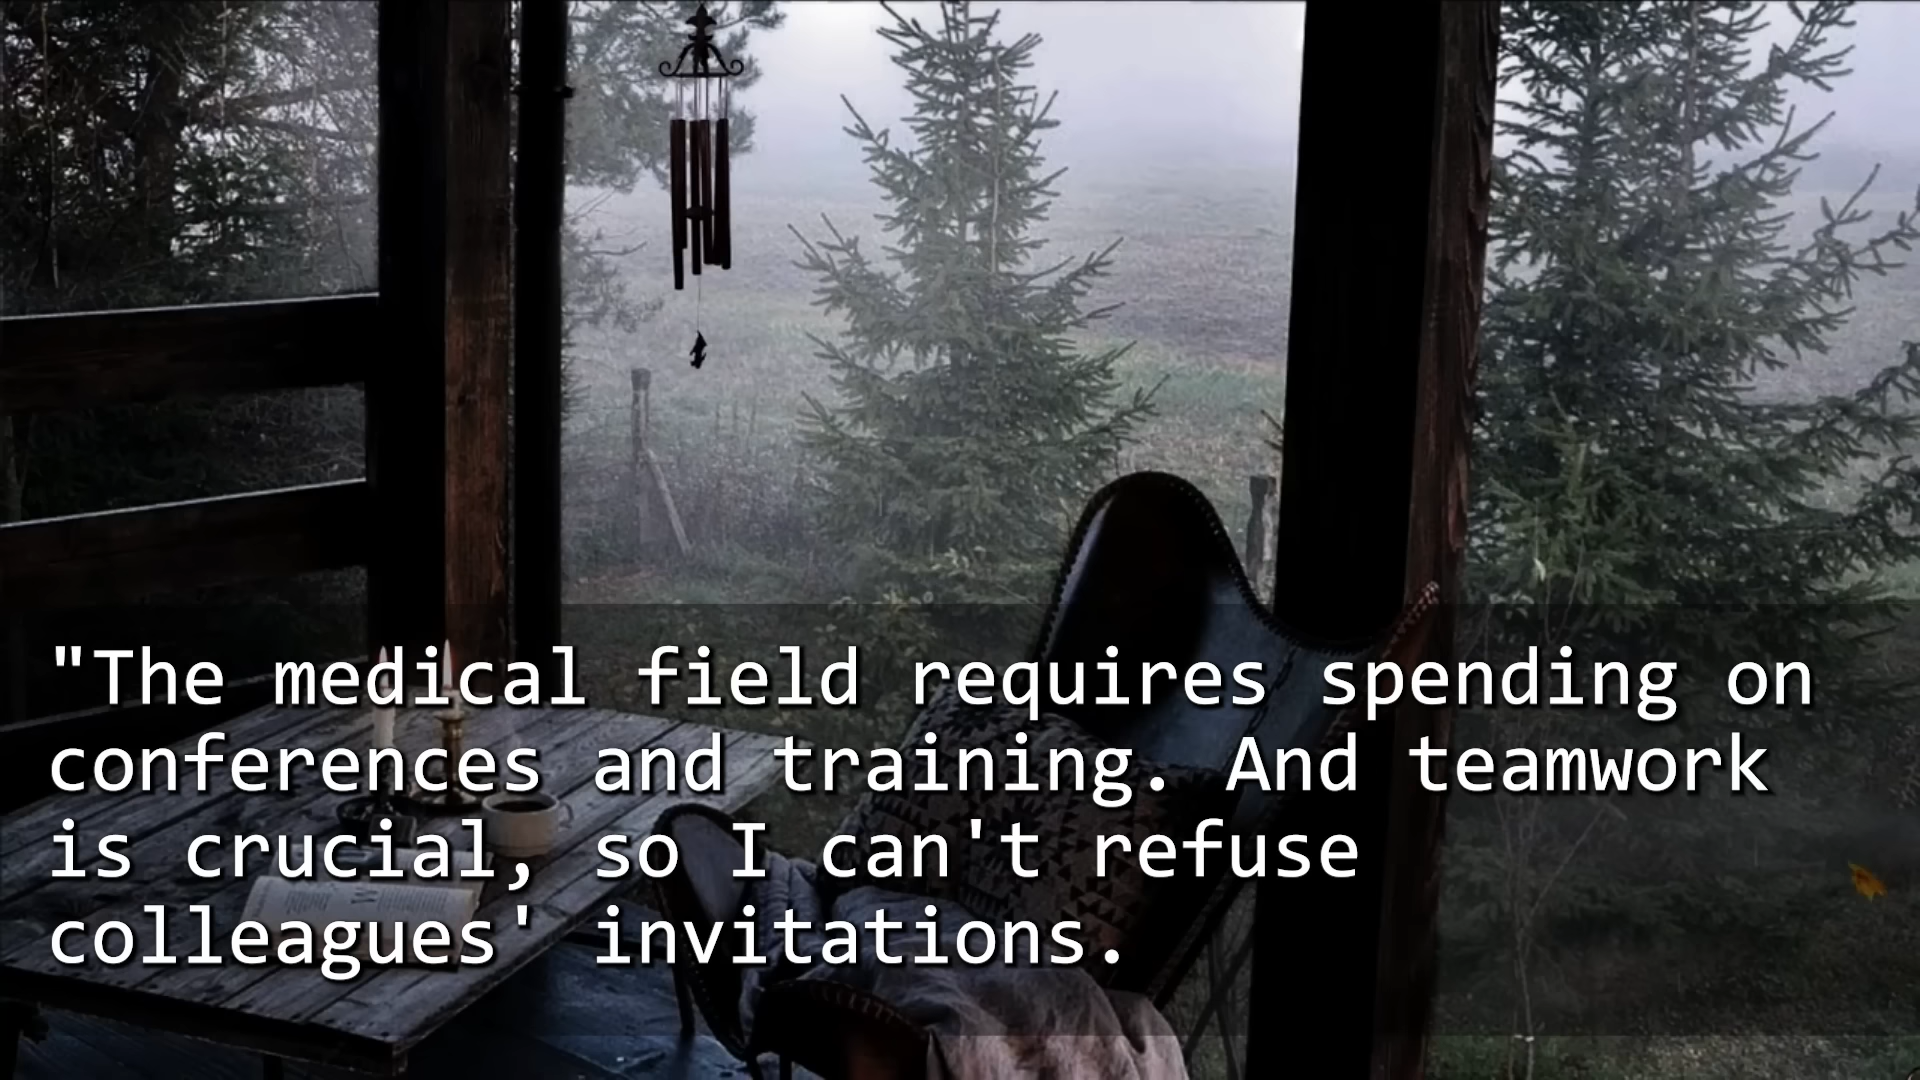 "The medical field requires spending on
conferences and training. And teamwork
is crucial, so I can't refuse
colleagues' invitations.